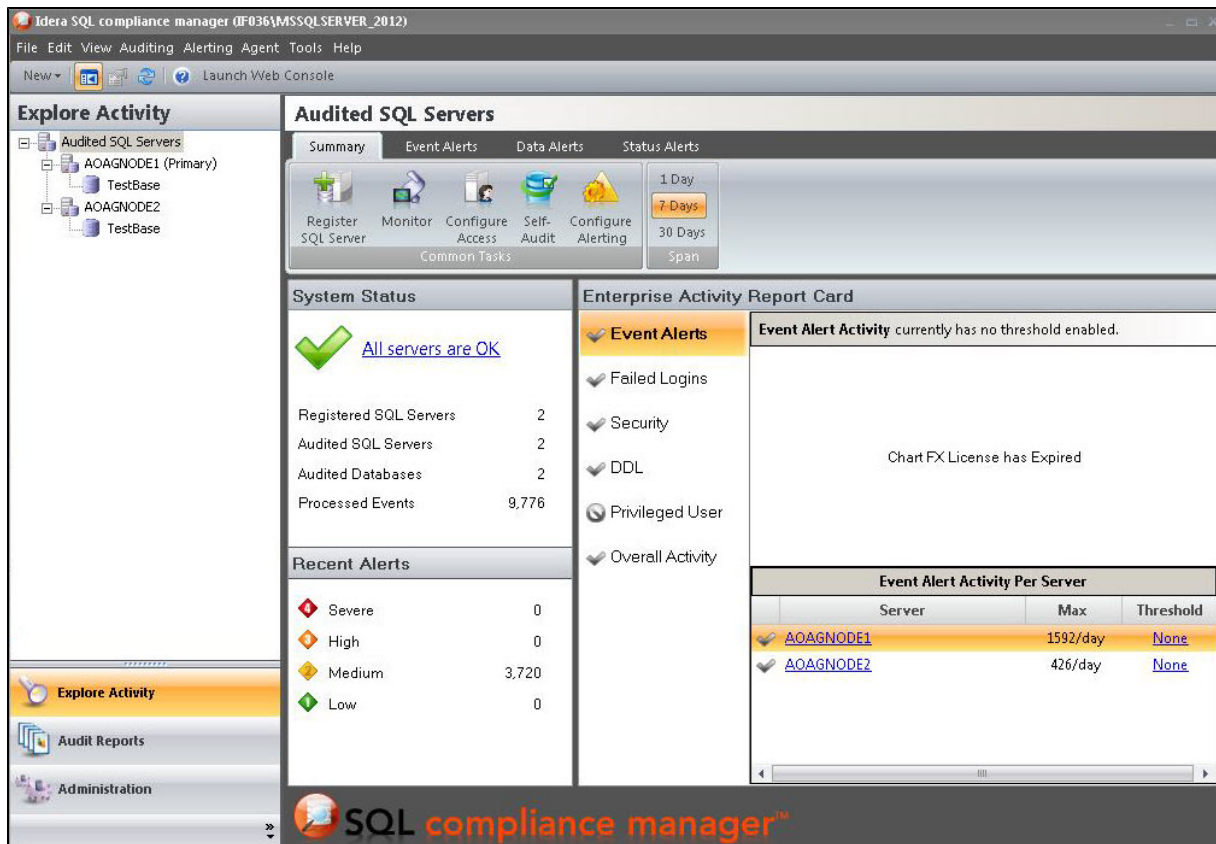 Idera SQL compliance manager (IF036\MSSQLSERVER_2012)
File Edit View Auditing Alerting Agent Tools Help
New Launch Web Console
Explore Activity
Audited SQL Servers
AOAGNODE1 (Primary)
TestBase
AOAGNODE2
TestBase
Explore Activity
Audit Reports
Administration
Audited SQL Servers
Summary Event Alerts Data Alerts Status Alerts
Register SQL Server
Monitor
Configure Access
Self-Audit
Configure Alerting
Common Tasks
1 Day
7 Days
30 Days
Span
System Status
All servers are OK
Registered SQL Servers 2
Audited SQL Servers 2
Audited Databases 2
Processed Events 9,776
Recent Alerts
4 Severe 0
3 High 0
2 Medium 3,720
1 Low 0
Enterprise Activity Report Card
Event Alerts
Failed Logins
Security
DDL
Privileged User
Overall Activity
Event Alert Activity currently has no threshold enabled.
Chart FX License has Expired
Event Alert Activity Per Server
Server Max Threshold
AOAGNODE1 1592/day None
AOAGNODE2 426/day None
SQL compliance manager™